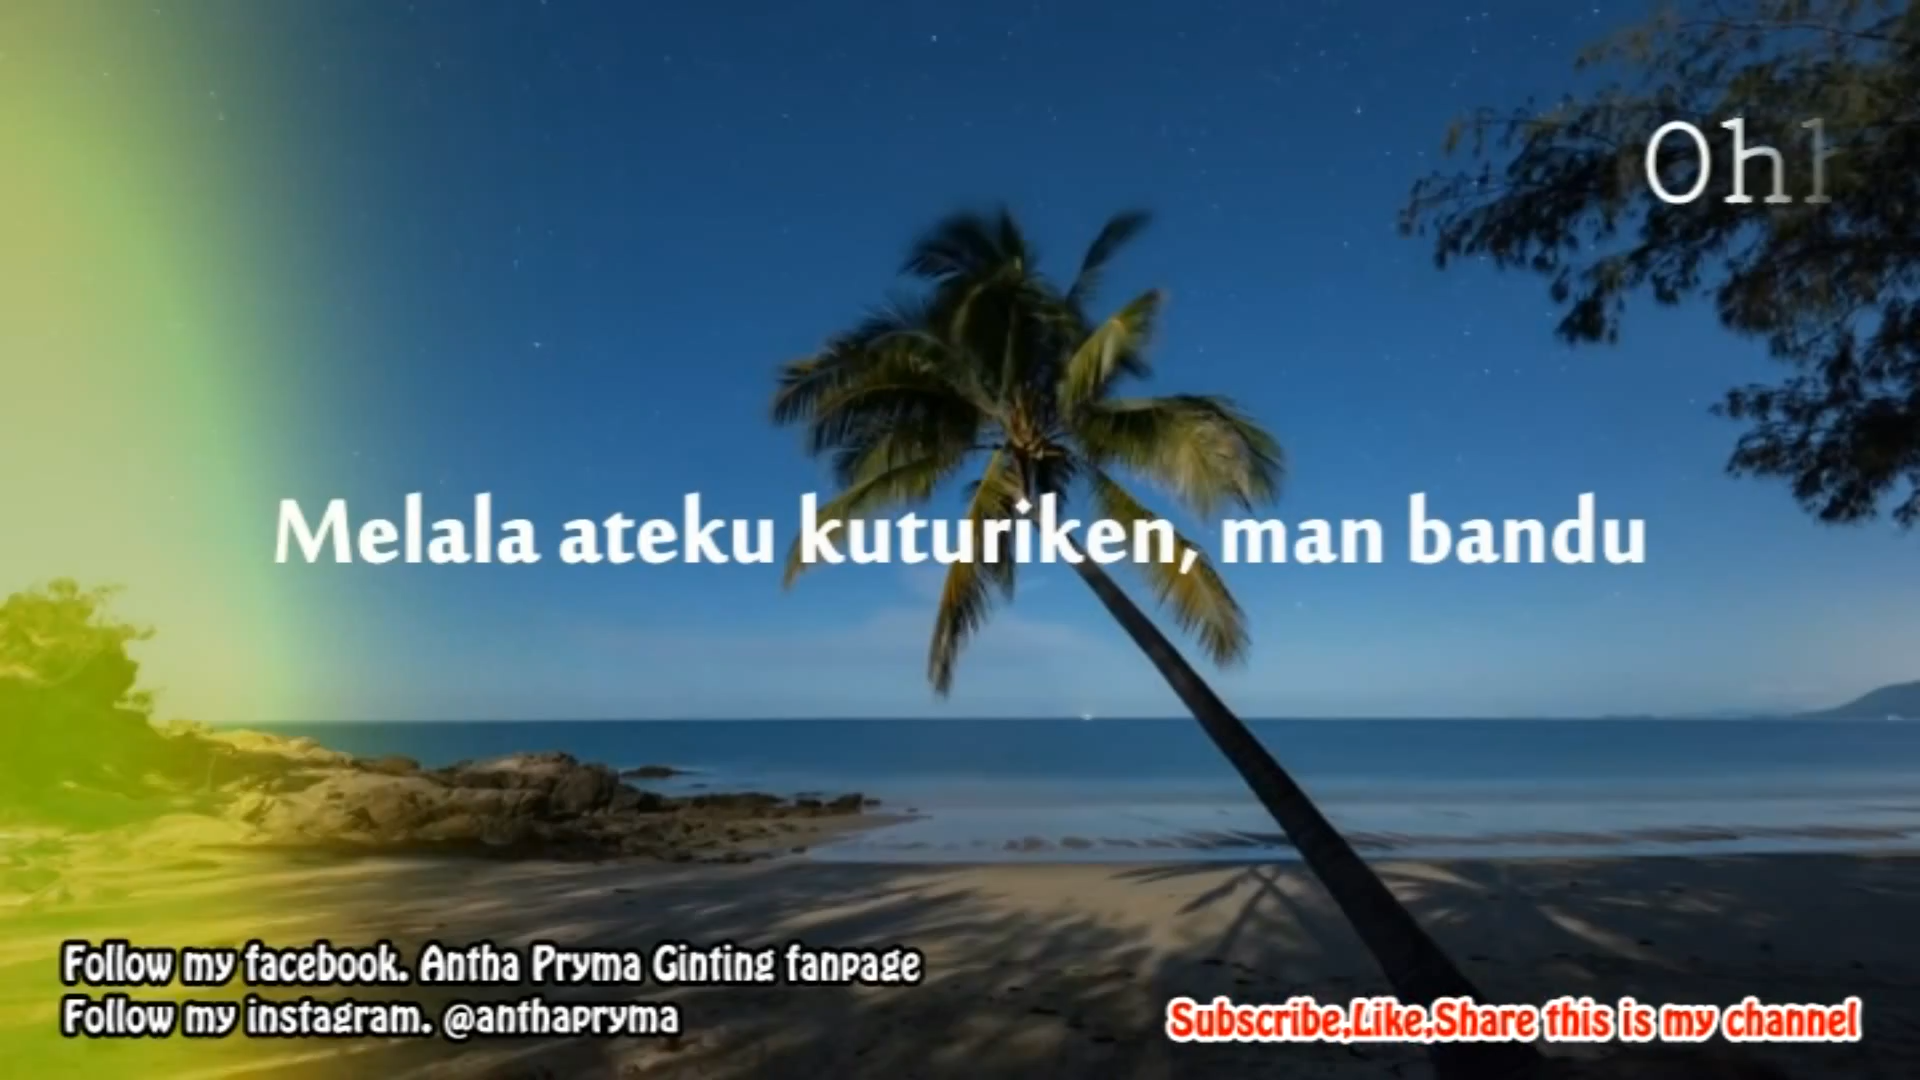 Oh
Melala ateku kuturiken, man bandu
Follow my facebook. Antha Pryma Ginting fanpage
Follow my instagram. @anthapryma
Subscribe,Like,Share this is my channel